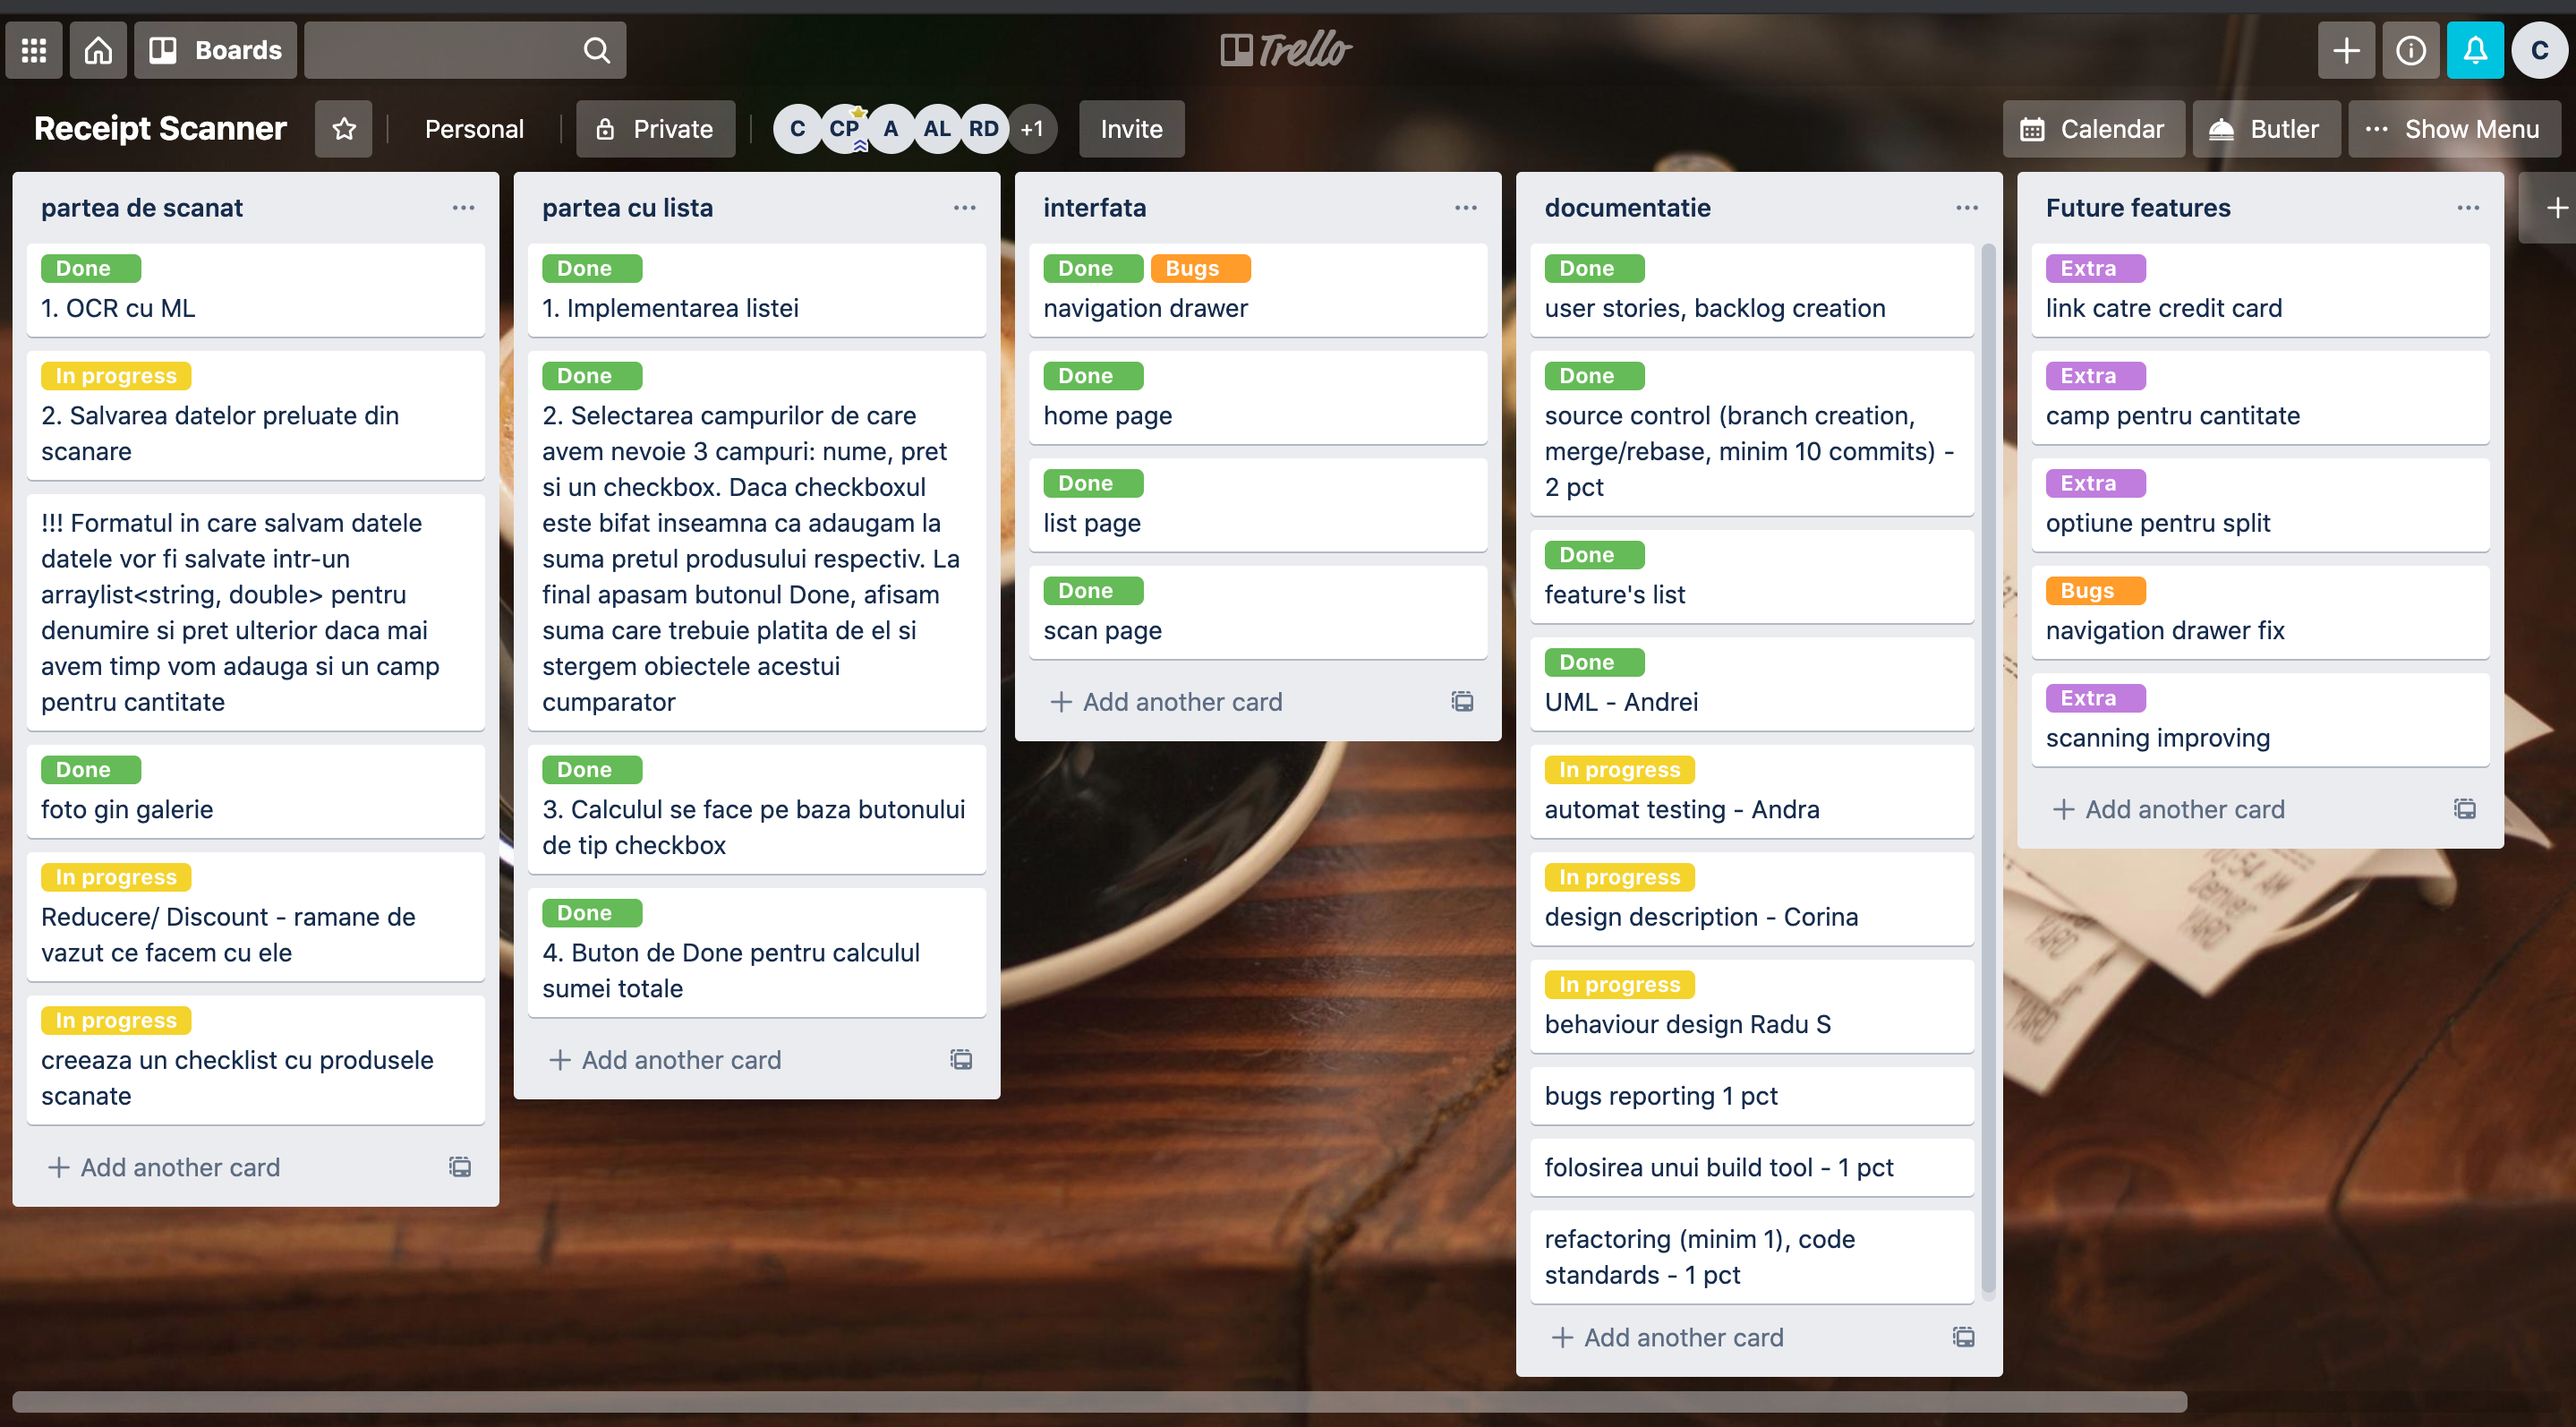 Boards
Trello
C
Receipt Scanner
Personal
Private
C
CP
A
AL
RD
+1
Invite
Calendar
Butler
Show Menu
partea de scanat
Done
1. OCR cu ML
In progress
2. Salvarea datelor preluate din
scanare
!!! Formatul in care salvam datele
datele vor fi salvate intr-un
arraylist<string, double> pentru
denumire si pret ulterior daca mai
avem timp vom adauga si un camp
pentru cantitate
Done
foto gin galerie
In progress
Reducere/ Discount - ramane de
vazut ce facem cu ele
In progress
creeaza un checklist cu produsele
scanate
Add another card
partea cu lista
Done
1. Implementarea listei
Done
2. Selectarea campurilor de care
avem nevoie 3 campuri: nume, pret
si un checkbox. Daca checkboxul
este bifat inseamna ca adaugam la
suma pretul produsului respectiv. La
final apasam butonul Done, afisam
suma care trebuie platita de el si
stergem obiectele acestui
cumparator
Done
3. Calculul se face pe baza butonului
de tip checkbox
Done
4. Buton de Done pentru calculul
sumei totale
Add another card
interfata
Done Bugs
navigation drawer
Done
home page
Done
list page
Done
scan page
Add another card
documentatie
Done
user stories, backlog creation
Done
source control (branch creation,
merge/rebase, minim 10 commits) -
2 pct
Done
feature's list
Done
UML - Andrei
In progress
automat testing - Andra
In progress
design description - Corina
In progress
behaviour design Radu S
bugs reporting 1 pct
folosirea unui build tool - 1 pct
refactoring (minim 1), code
standards - 1 pct
Add another card
Future features
Extra
link catre credit card
Extra
camp pentru cantitate
Extra
optiune pentru split
Bugs
navigation drawer fix
Extra
scanning improving
Add another card